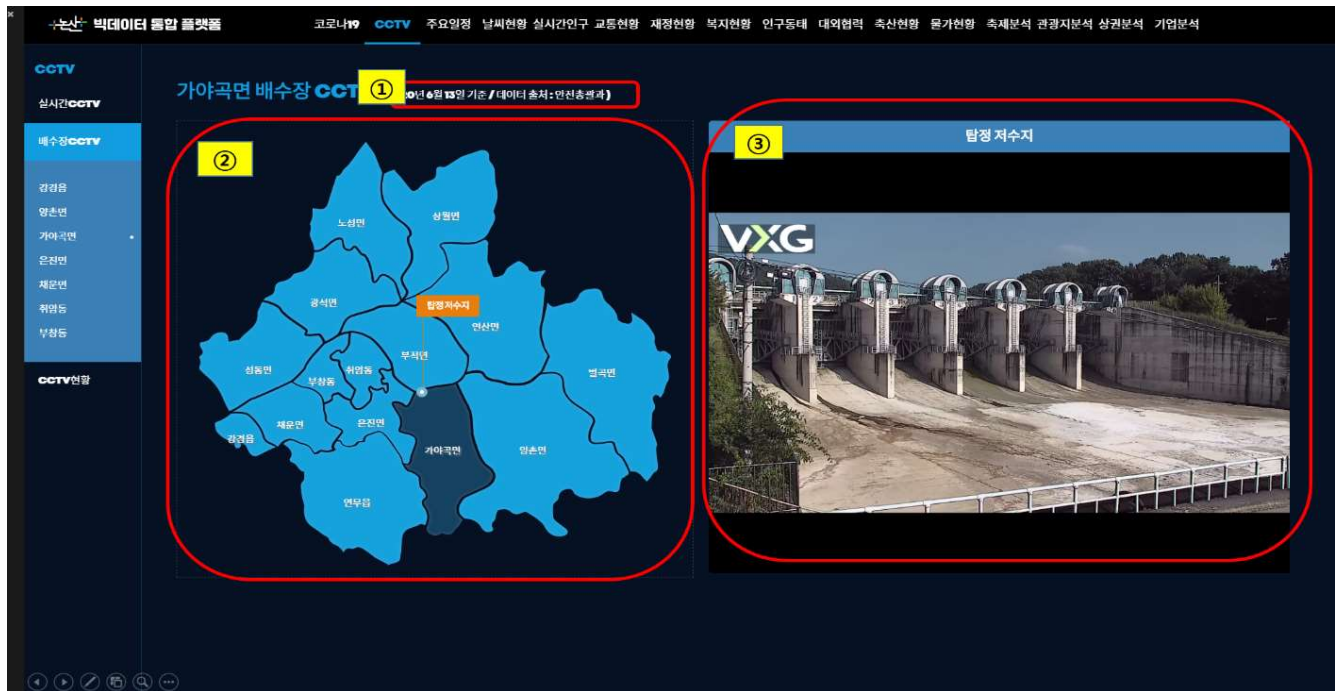 논산 빅데이터 통합 플랫폼
코로나19 CCTV 주요일정 날씨현황 실시간인구 교통현황 재정현황 복지현황 인구동태 대외협력 축산현황 물가현황 축제분석 관광지분석 상권분석 기업분석
CCTV
실시간CCTV
배수장CCTV
강경읍
양촌면
가야곡면
은진면
채운면
취암동
부창동
CCTV현황
가야곡면 배수장 CCT
①
20년 6월 13일 기준 / 데이터 출처 : 안전총괄과)
②
노성면
상월면
광석면
탑정저수지
연산면
부적면
성동면
취암동
부창동
벌곡면
채운면
은진면
강경읍
가야곡면
양촌면
연무읍
③
탑정 저수지
VXG